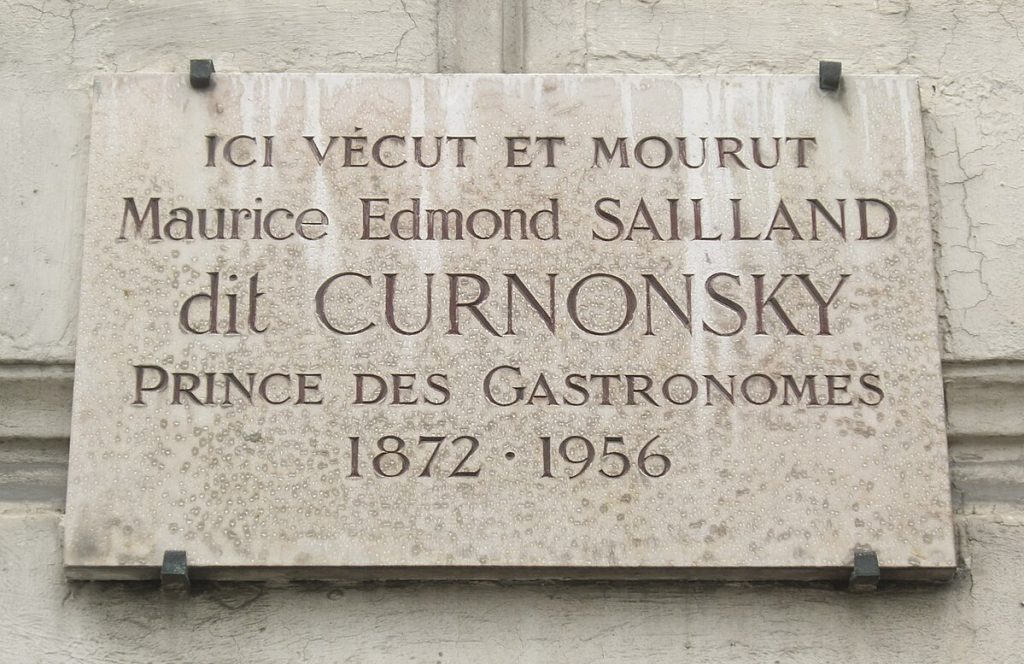 ICI VÉCUT ET MOURUT
Maurice Edmond SAILLAND
dit CURNONSKY
PRINCE DES GASTRONOMES
1872 · 1956